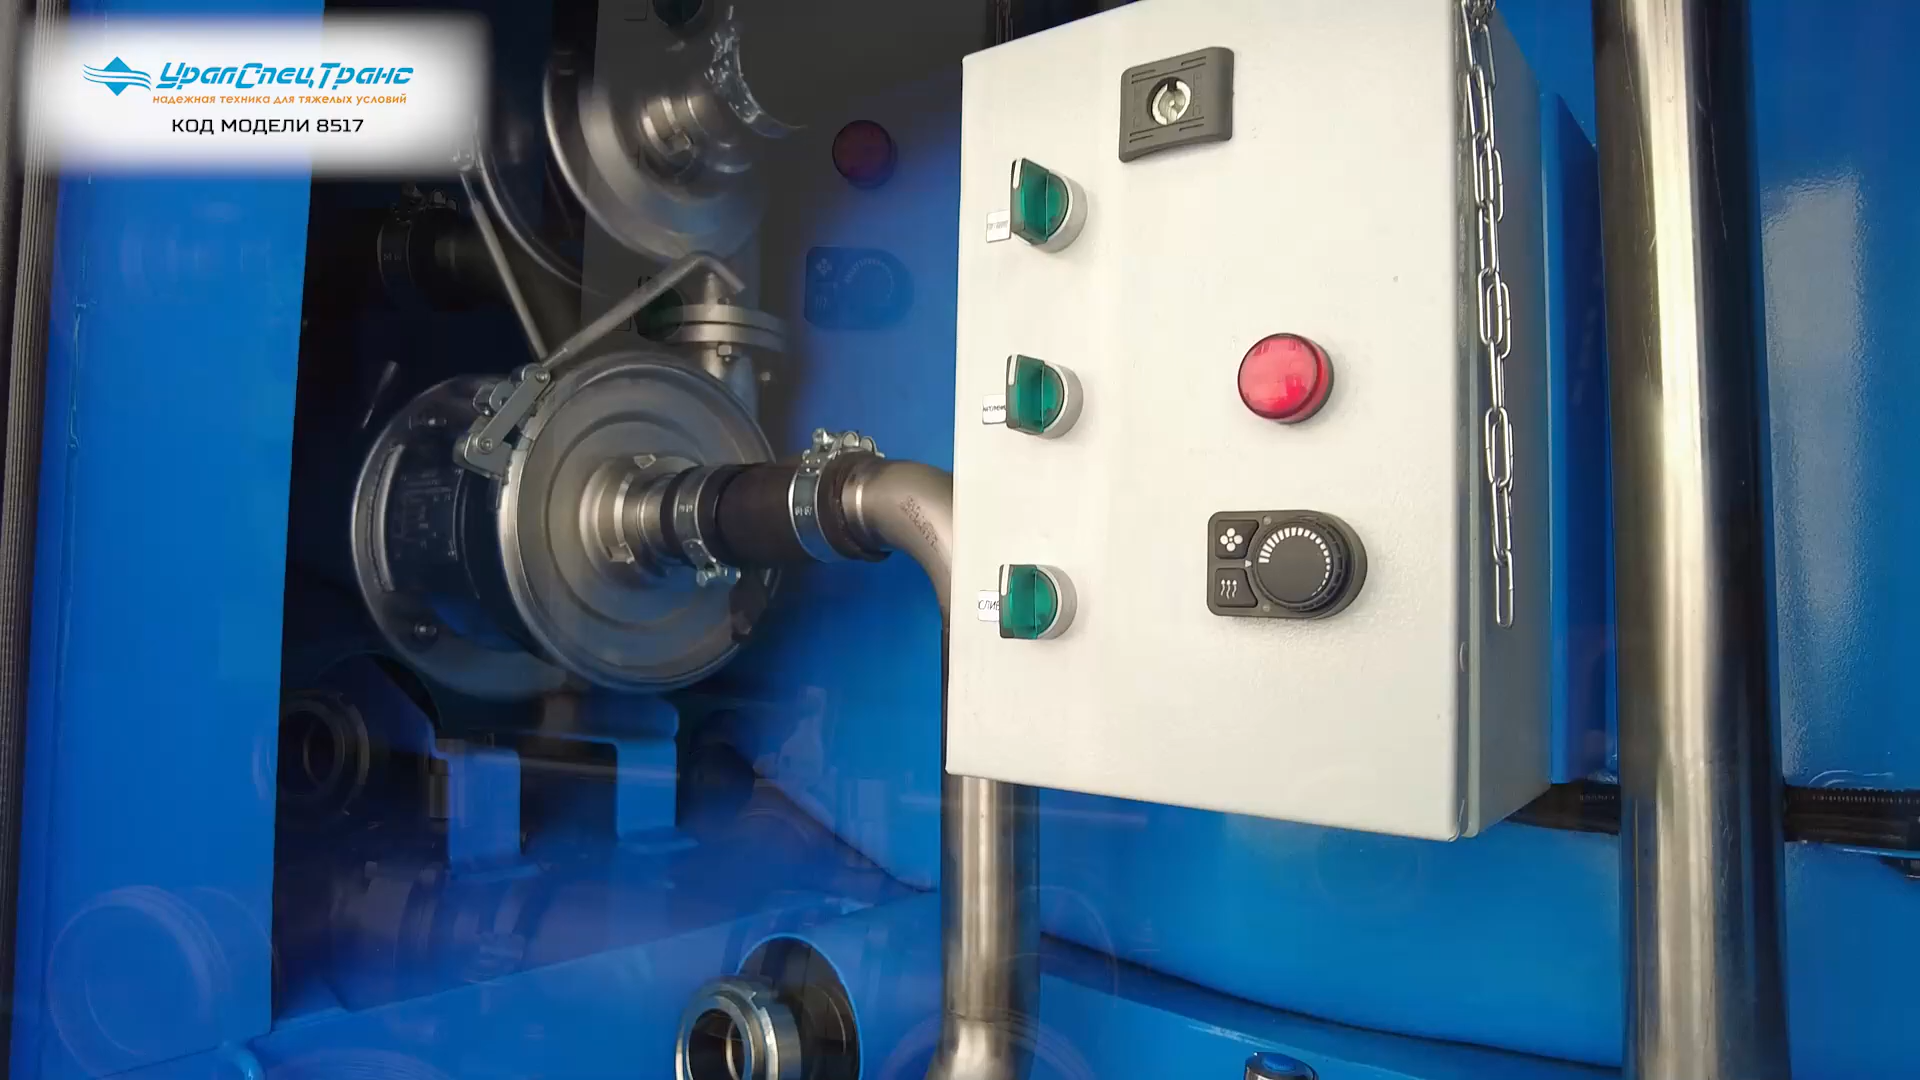 УралСпецТранс
надежная техника для тяжелых условий
КОД МОДЕЛИ 8517
СЛИВ